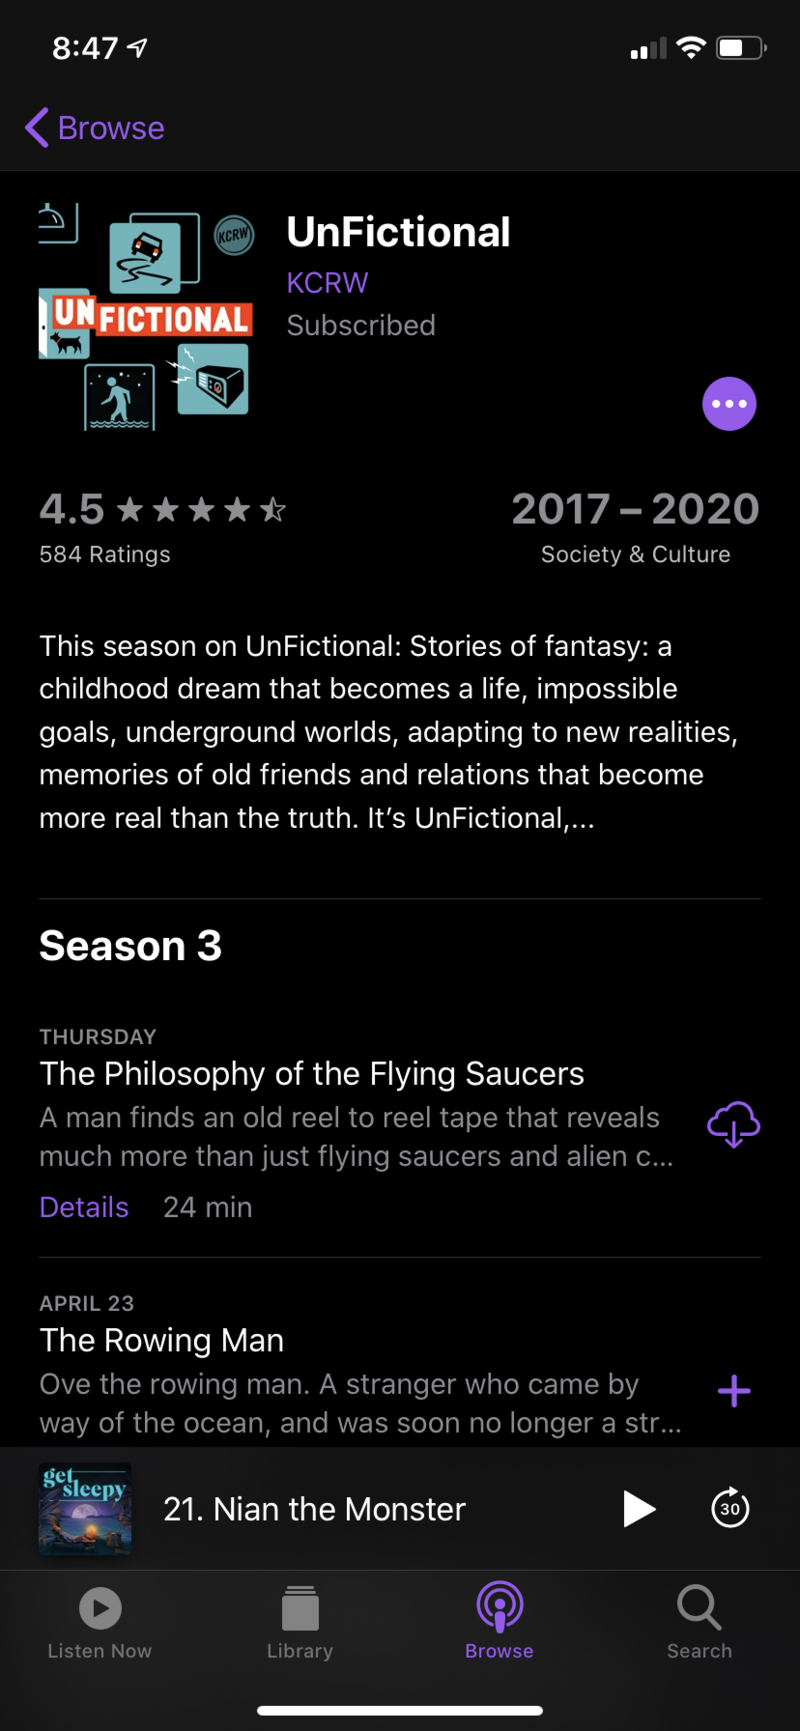 8:47
Browse
KCRW
UNFICTIONAL
UnFictional
KCRW
Subscribed
4.5
2017 – 2020
584 Ratings
Society & Culture
This season on UnFictional: Stories of fantasy: a
childhood dream that becomes a life, impossible
goals, underground worlds, adapting to new realities,
memories of old friends and relations that become
more real than the truth. It’s UnFictional,...
Season 3
THURSDAY
The Philosophy of the Flying Saucers
A man finds an old reel to reel tape that reveals
much more than just flying saucers and alien c...
Details 24 min
APRIL 23
The Rowing Man
Ove the rowing man. A stranger who came by
way of the ocean, and was soon no longer a str...
get
sleepy
21. Nian the Monster
30
Listen Now
Library
Browse
Search